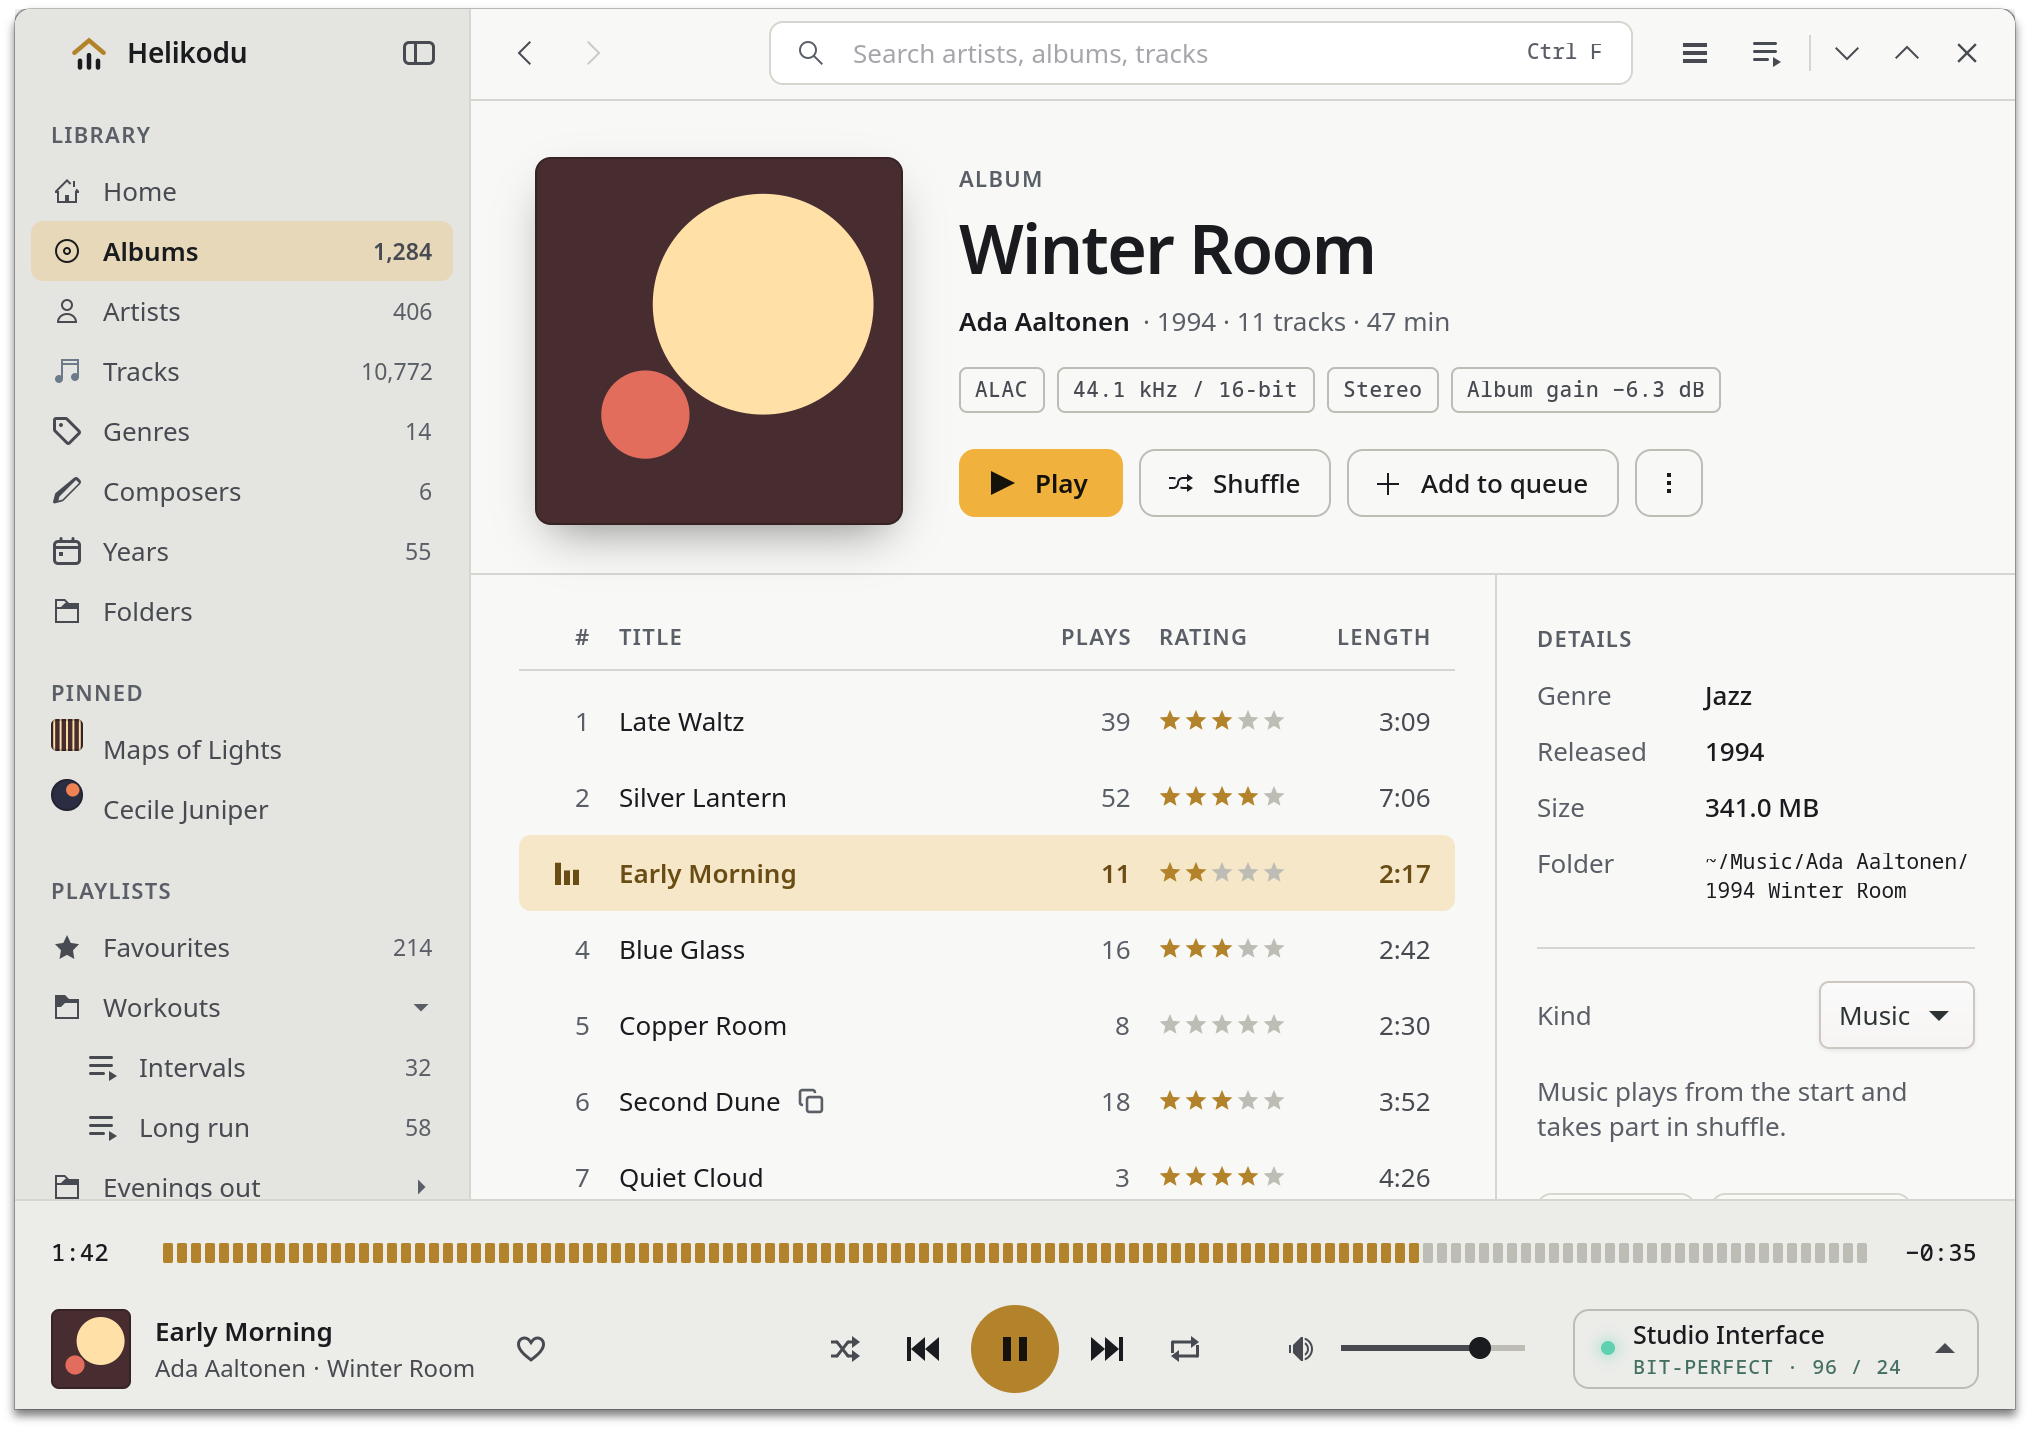 Helikodu
Search artists, albums, tracks
Ctrl F
LIBRARY
Home
Albums 1,284
Artists 406
Tracks 10,772
Genres 14
Composers 6
Years 55
Folders
PINNED
Maps of Lights
Cecile Juniper
PLAYLISTS
Favourites 214
Workouts
Intervals 32
Long run 58
Evenings out
ALBUM
Winter Room
Ada Aaltonen · 1994 · 11 tracks · 47 min
ALAC 44.1 kHz / 16-bit Stereo Album gain −6.3 dB
Play Shuffle Add to queue
# TITLE PLAYS RATING LENGTH
1 Late Waltz 39 3:09
2 Silver Lantern 52 7:06
Early Morning 11 2:17
4 Blue Glass 16 2:42
5 Copper Room 8 2:30
6 Second Dune 18 3:52
7 Quiet Cloud 3 4:26
DETAILS
Genre Jazz
Released 1994
Size 341.0 MB
Folder ~/Music/Ada Aaltonen/
1994 Winter Room
Kind Music
Music plays from the start and
takes part in shuffle.
1:42 −0:35
Early Morning
Ada Aaltonen · Winter Room
Studio Interface
BIT-PERFECT · 96 / 24